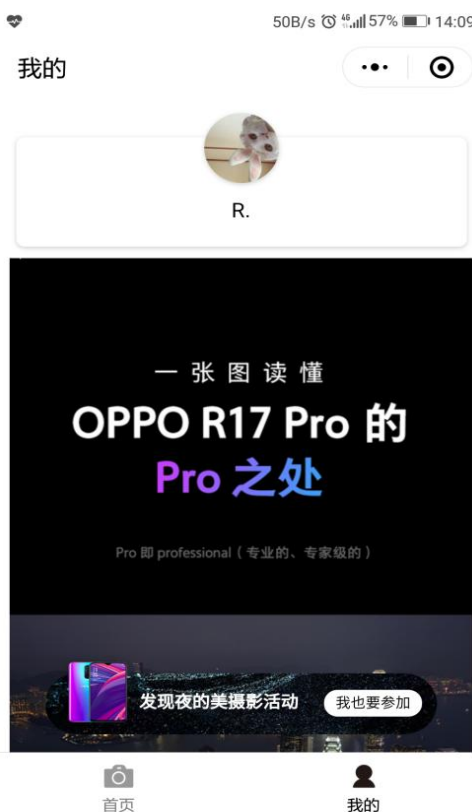 50B/s 46 57% 14:09
我的
R.
一张图读懂
OPPO R17 Pro 的
Pro 之处
Pro 即 professional（专业的、专家级的）
发现夜的美摄影活动
我也要参加
首页
我的